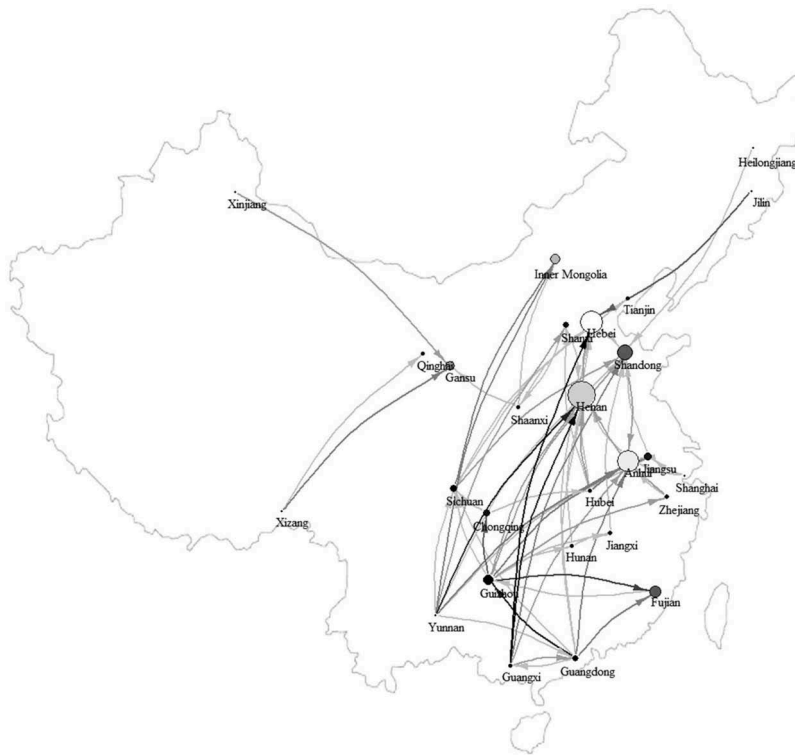 Heilongjiang
Xinjiang
Jilin
Inner Mongolia
Tianjin
Shanxi
Hebei
Qinghai
Gansu
Shandong
Henan
Shaanxi
Anhui
Jiangsu
Shanghai
Sichuan
Hubei
Zhejiang
Xizang
Chongqing
Jiangxi
Hunan
Guizhou
Fujian
Yunnan
Guangxi
Guangdong